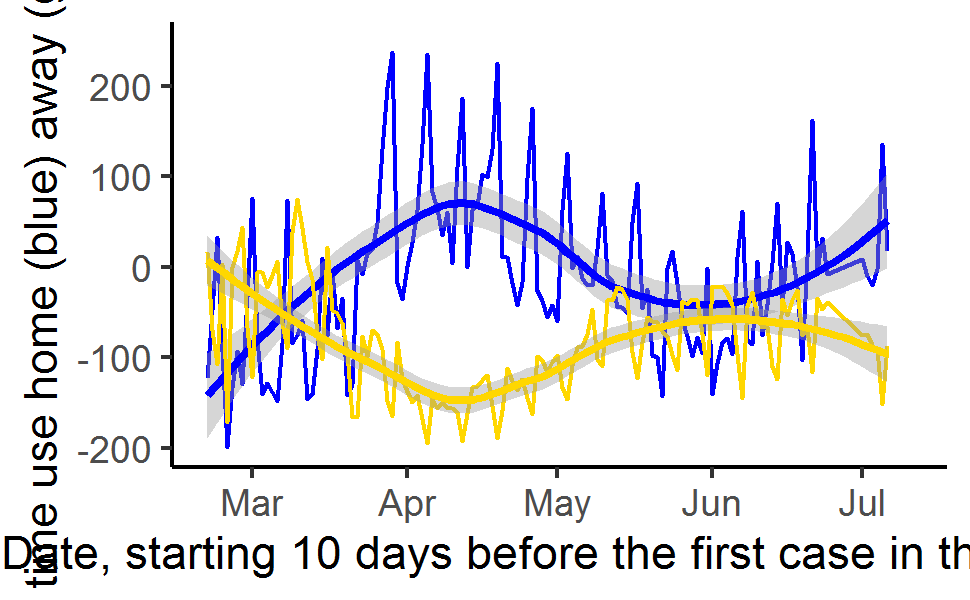 time use home (blue) away (
200
100
0
-100
-200
Mar Apr May Jun Jul
Date, starting 10 days before the first case in th